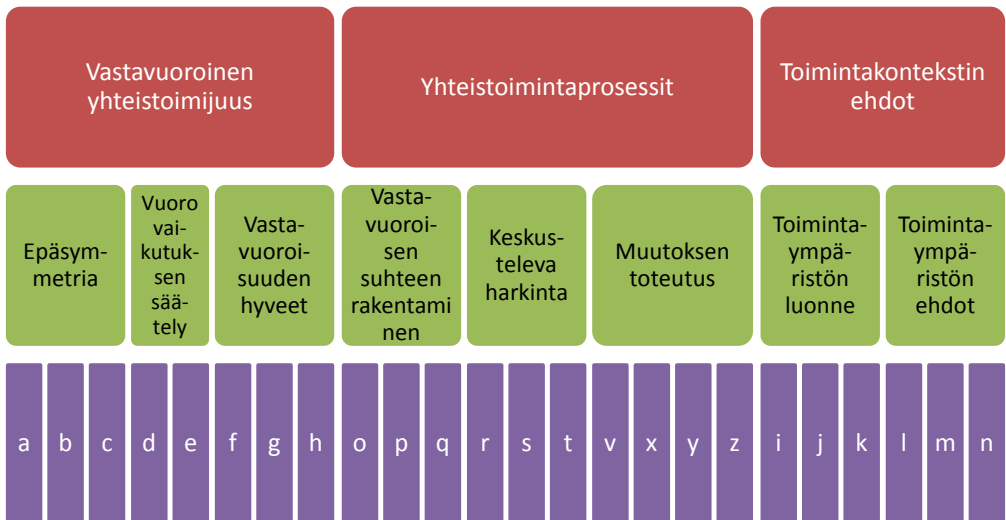 Vastavuoroinen
yhteistoimijuus
Yhteistoimintaprosessit
Toimintakontekstin
ehdot
Epäsym-
metria
Vuoro
vai-
kutuk-
sen
sää-
tely
Vasta-
vuoroi-
suuden
hyveet
Vasta-
vuoroi-
sen
suhteen
rakentami
nen
Keskus-
televa
harkinta
Muutoksen
toteutus
Toiminta-
ympä-
ristön
luonne
Toiminta-
ympä-
ristön
ehdot
a b c d e f g h o p q r s t v x y z i j k l m n